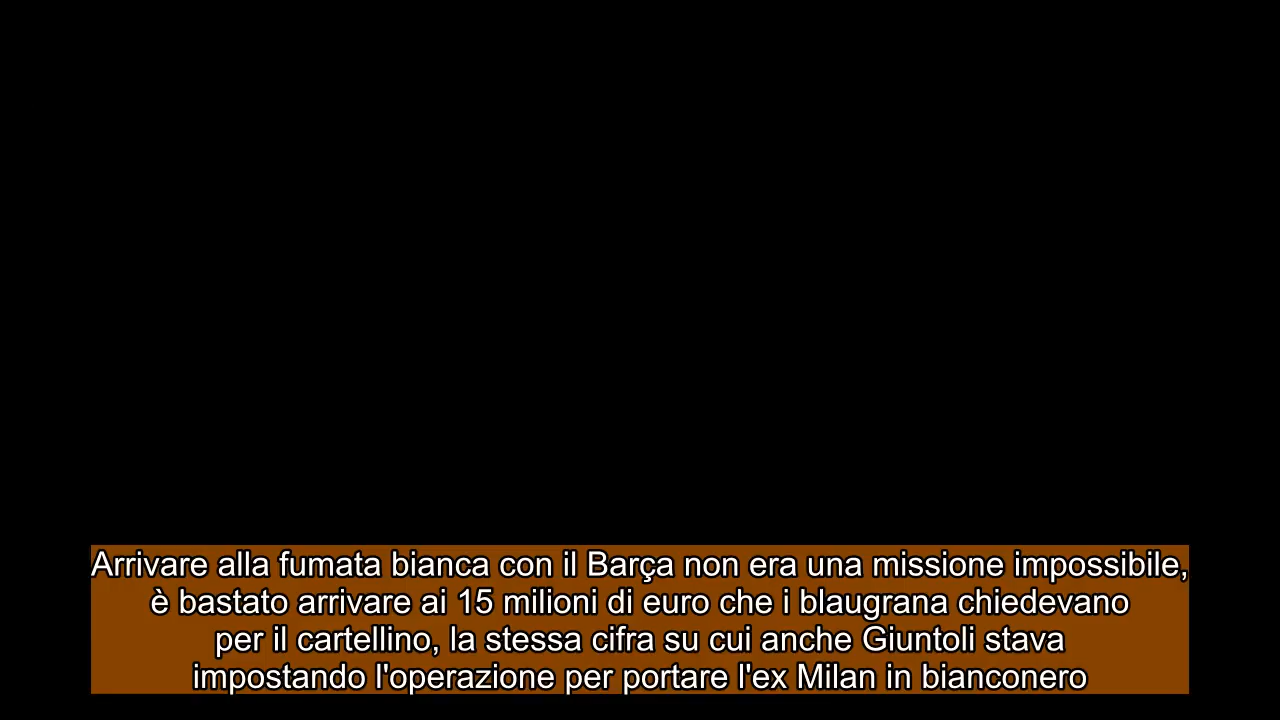 Arrivare alla fumata bianca con il Barça non era una missione impossibile,
è bastato arrivare ai 15 milioni di euro che i blaugrana chiedevano
per il cartellino, la stessa cifra su cui anche Giuntoli stava
impostando l'operazione per portare l'ex Milan in bianconero